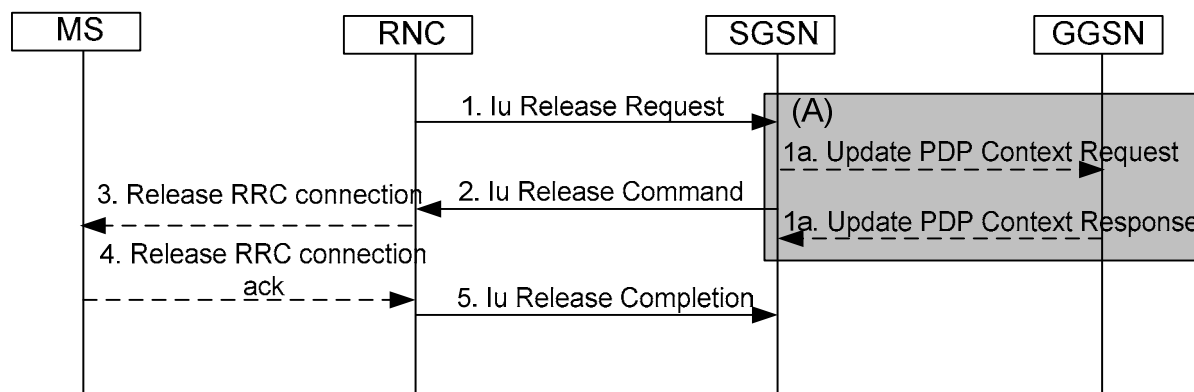 MS
RNC
SGSN
GGSN
1. Iu Release Request
(A)
1a. Update PDP Context Request
3. Release RRC connection
2. Iu Release Command
1a. Update PDP Context Response
4. Release RRC connection
ack
5. Iu Release Completion